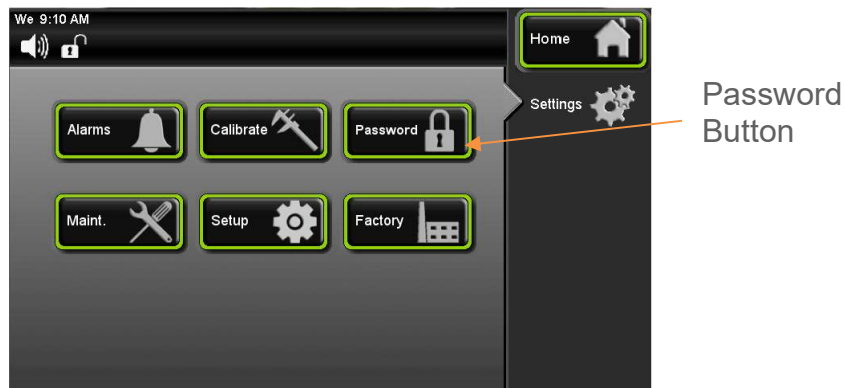 We 9:10 AM
Home
Settings
Password
Button
Alarms
Calibrate
Password
Maint.
Setup
Factory